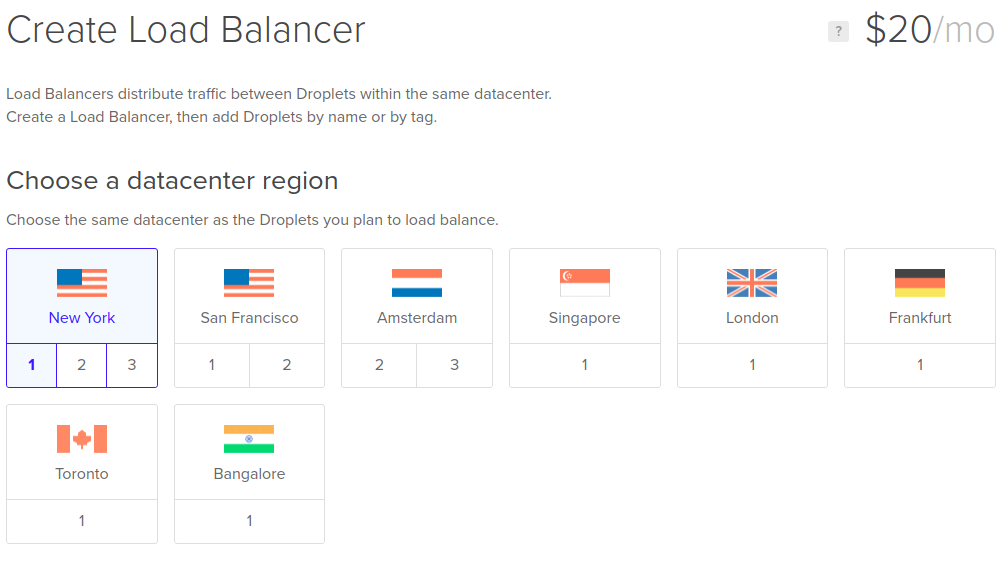 Create Load Balancer
? $20/mo
Load Balancers distribute traffic between Droplets within the same datacenter.
Create a Load Balancer, then add Droplets by name or by tag.
Choose a datacenter region
Choose the same datacenter as the Droplets you plan to load balance.
New York San Francisco Amsterdam Singapore London Frankfurt
1 2 3 1 2 2 3 1 1 1
Toronto Bangalore
1 1